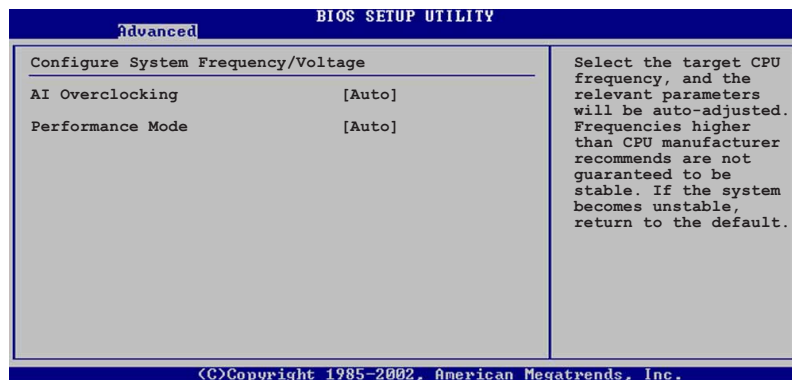 BIOS SETUP UTILITY
Advanced
Configure System Frequency/Voltage
AI Overclocking [Auto]
Performance Mode [Auto]
Select the target CPU
frequency, and the
relevant parameters
will be auto-adjusted.
Frequencies higher
than CPU manufacturer
recommends are not
guaranteed to be
stable. If the system
becomes unstable,
return to the default.
(C)Copyright 1985-2002, American Megatrends, Inc.